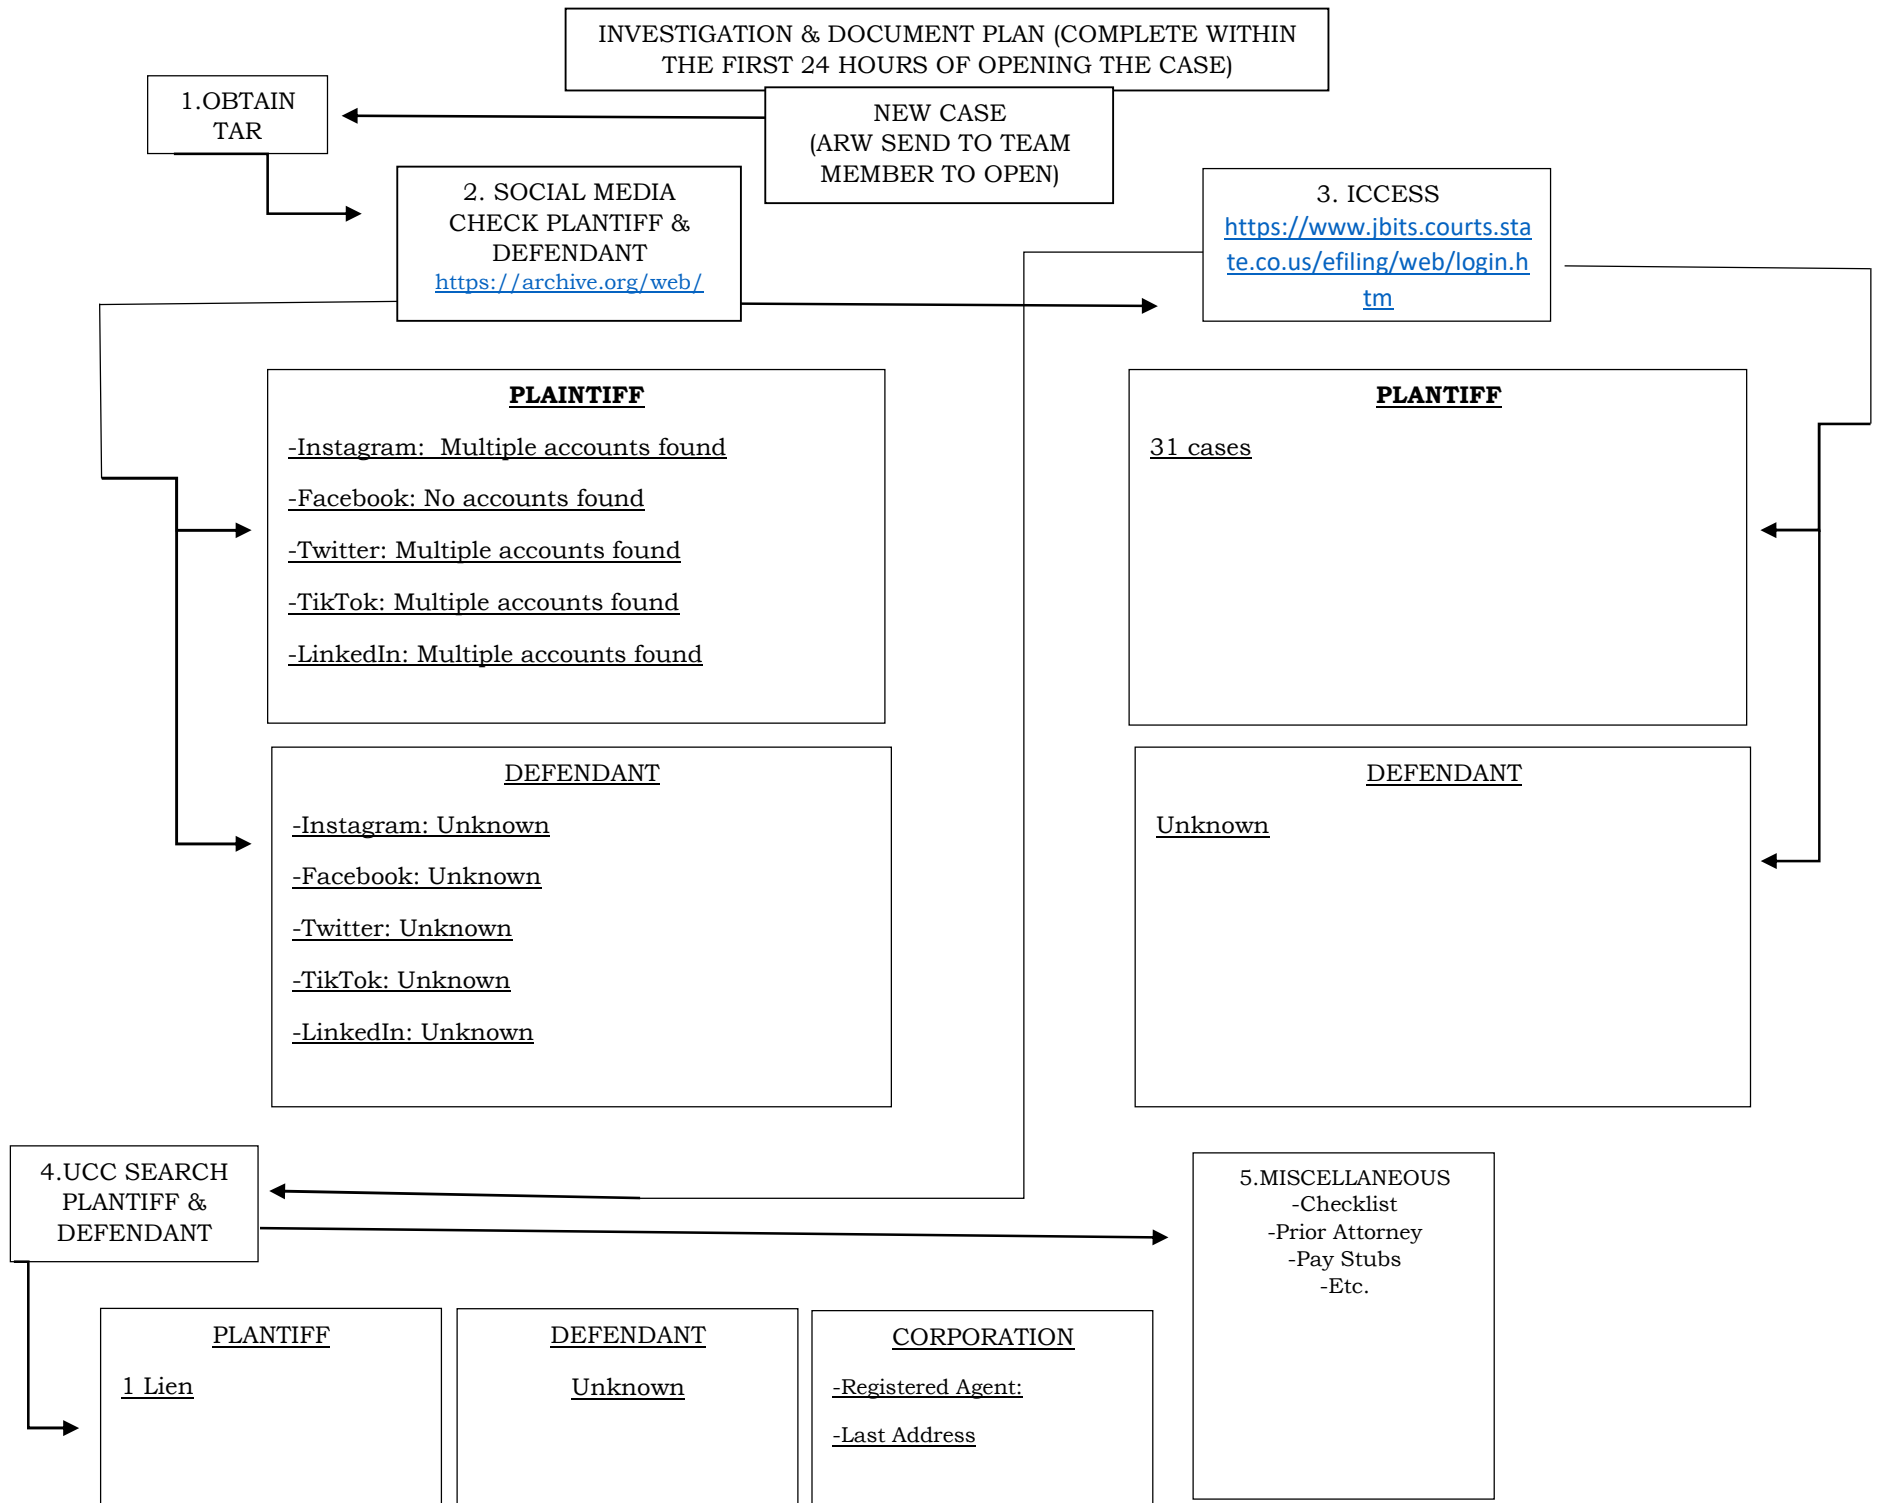 INVESTIGATION & DOCUMENT PLAN (COMPLETE WITHIN
THE FIRST 24 HOURS OF OPENING THE CASE)
NEW CASE
(ARW SEND TO TEAM
MEMBER TO OPEN)
1.OBTAIN
TAR
2. SOCIAL MEDIA
CHECK PLANTIFF &
DEFENDANT
https://archive.org/web/
3. ICCESS
https://www.jbits.courts.sta
te.co.us/efiling/web/login.h
tm
PLAINTIFF
-Instagram:  Multiple accounts found
-Facebook: No accounts found
-Twitter: Multiple accounts found
-TikTok: Multiple accounts found
-LinkedIn: Multiple accounts found
PLANTIFF
31 cases
DEFENDANT
-Instagram: Unknown
-Facebook: Unknown
-Twitter: Unknown
-TikTok: Unknown
-LinkedIn: Unknown
DEFENDANT
Unknown
4.UCC SEARCH
PLANTIFF &
DEFENDANT
5.MISCELLANEOUS
-Checklist
-Prior Attorney
-Pay Stubs
-Etc.
PLANTIFF
1 Lien
DEFENDANT
Unknown
CORPORATION
-Registered Agent:
-Last Address